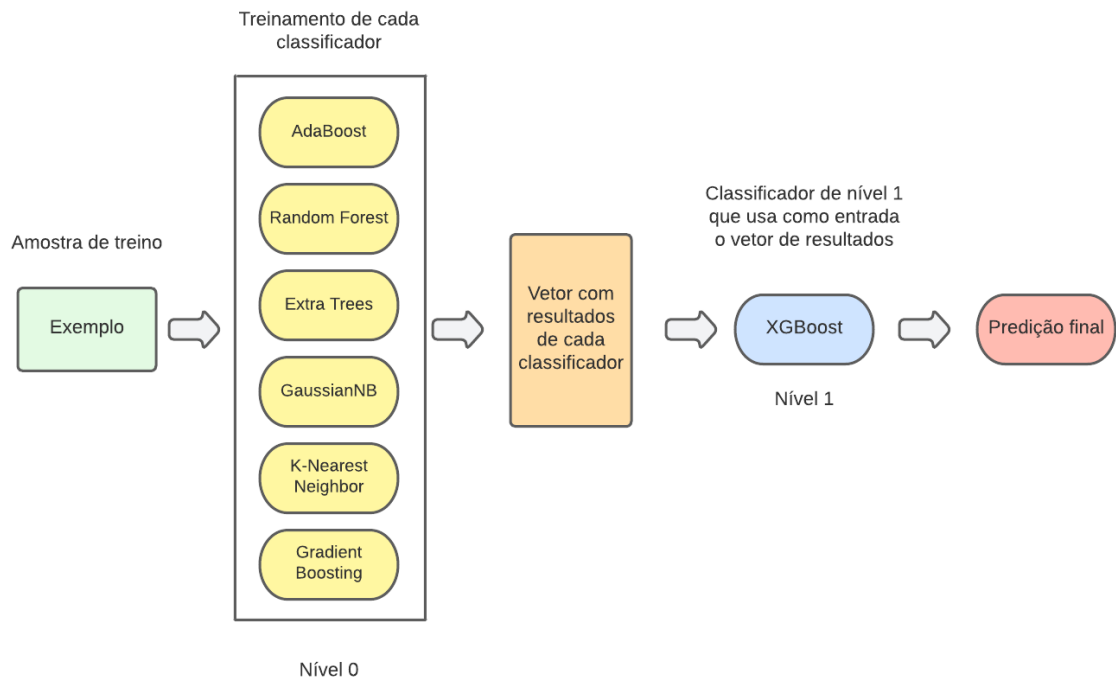 Treinamento de cada
classificador
Amostra de treino
Exemplo
AdaBoost
Random Forest
Extra Trees
GaussianNB
K-Nearest
Neighbor
Gradient
Boosting
Nível 0
Vetor com
resultados
de cada
classificador
Classificador de nível 1
que usa como entrada
o vetor de resultados
XGBoost
Nível 1
Predição final